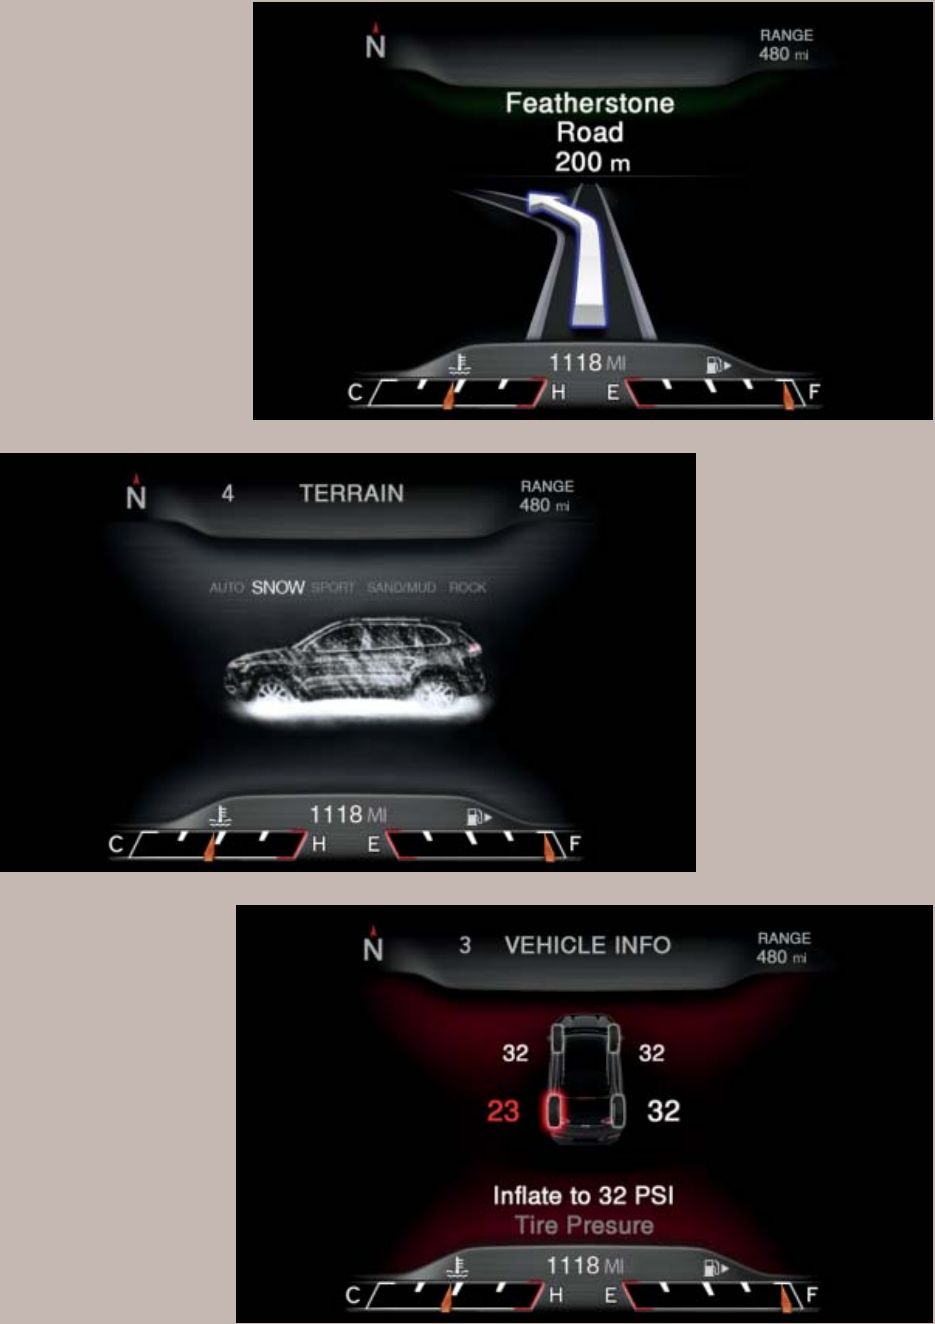 N
RANGE
480 mi
Featherstone
Road
200 m
1118 MI
C H E F
N 4 TERRAIN RANGE
480 mi
AUTO SNOW SPORT SAND/MUD ROCK
1118 MI
C H E F
N 3 VEHICLE INFO RANGE
480 mi
32 32
23 32
Inflate to 32 PSI
Tire Presure
1118 MI
C H E F